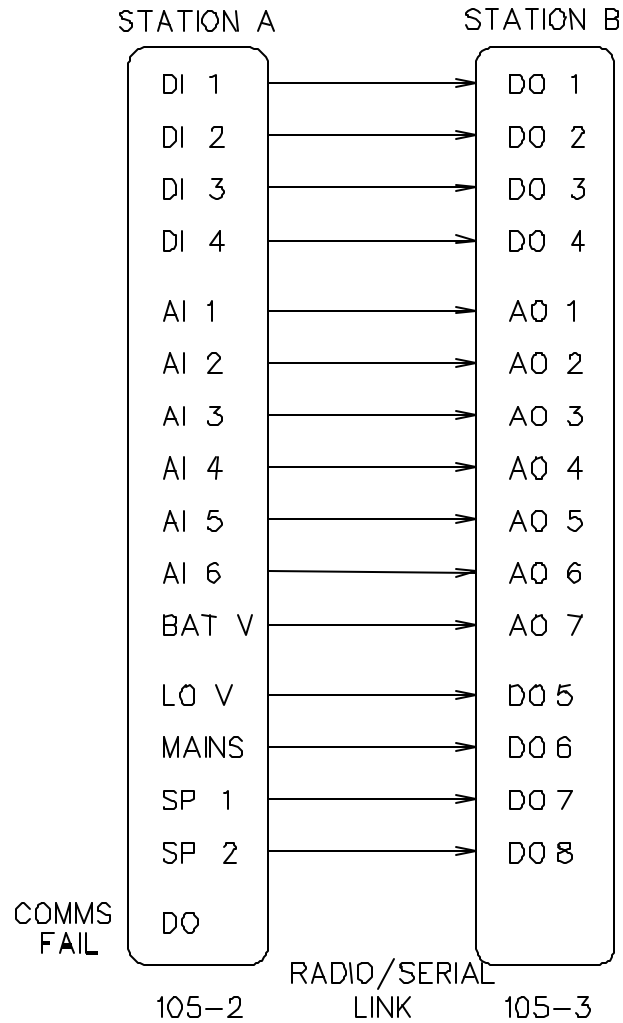 STATION A STATION B
DI 1 DO 1
DI 2 DO 2
DI 3 DO 3
DI 4 DO 4
AI 1 AO 1
AI 2 AO 2
AI 3 AO 3
AI 4 AO 4
AI 5 AO 5
AI 6 AO 6
BAT V AO 7
LO V DO 5
MAINS DO 6
SP 1 DO 7
SP 2 DO 8
COMMS
FAIL
DO
RADIO/SERIAL
LINK
105-2 105-3